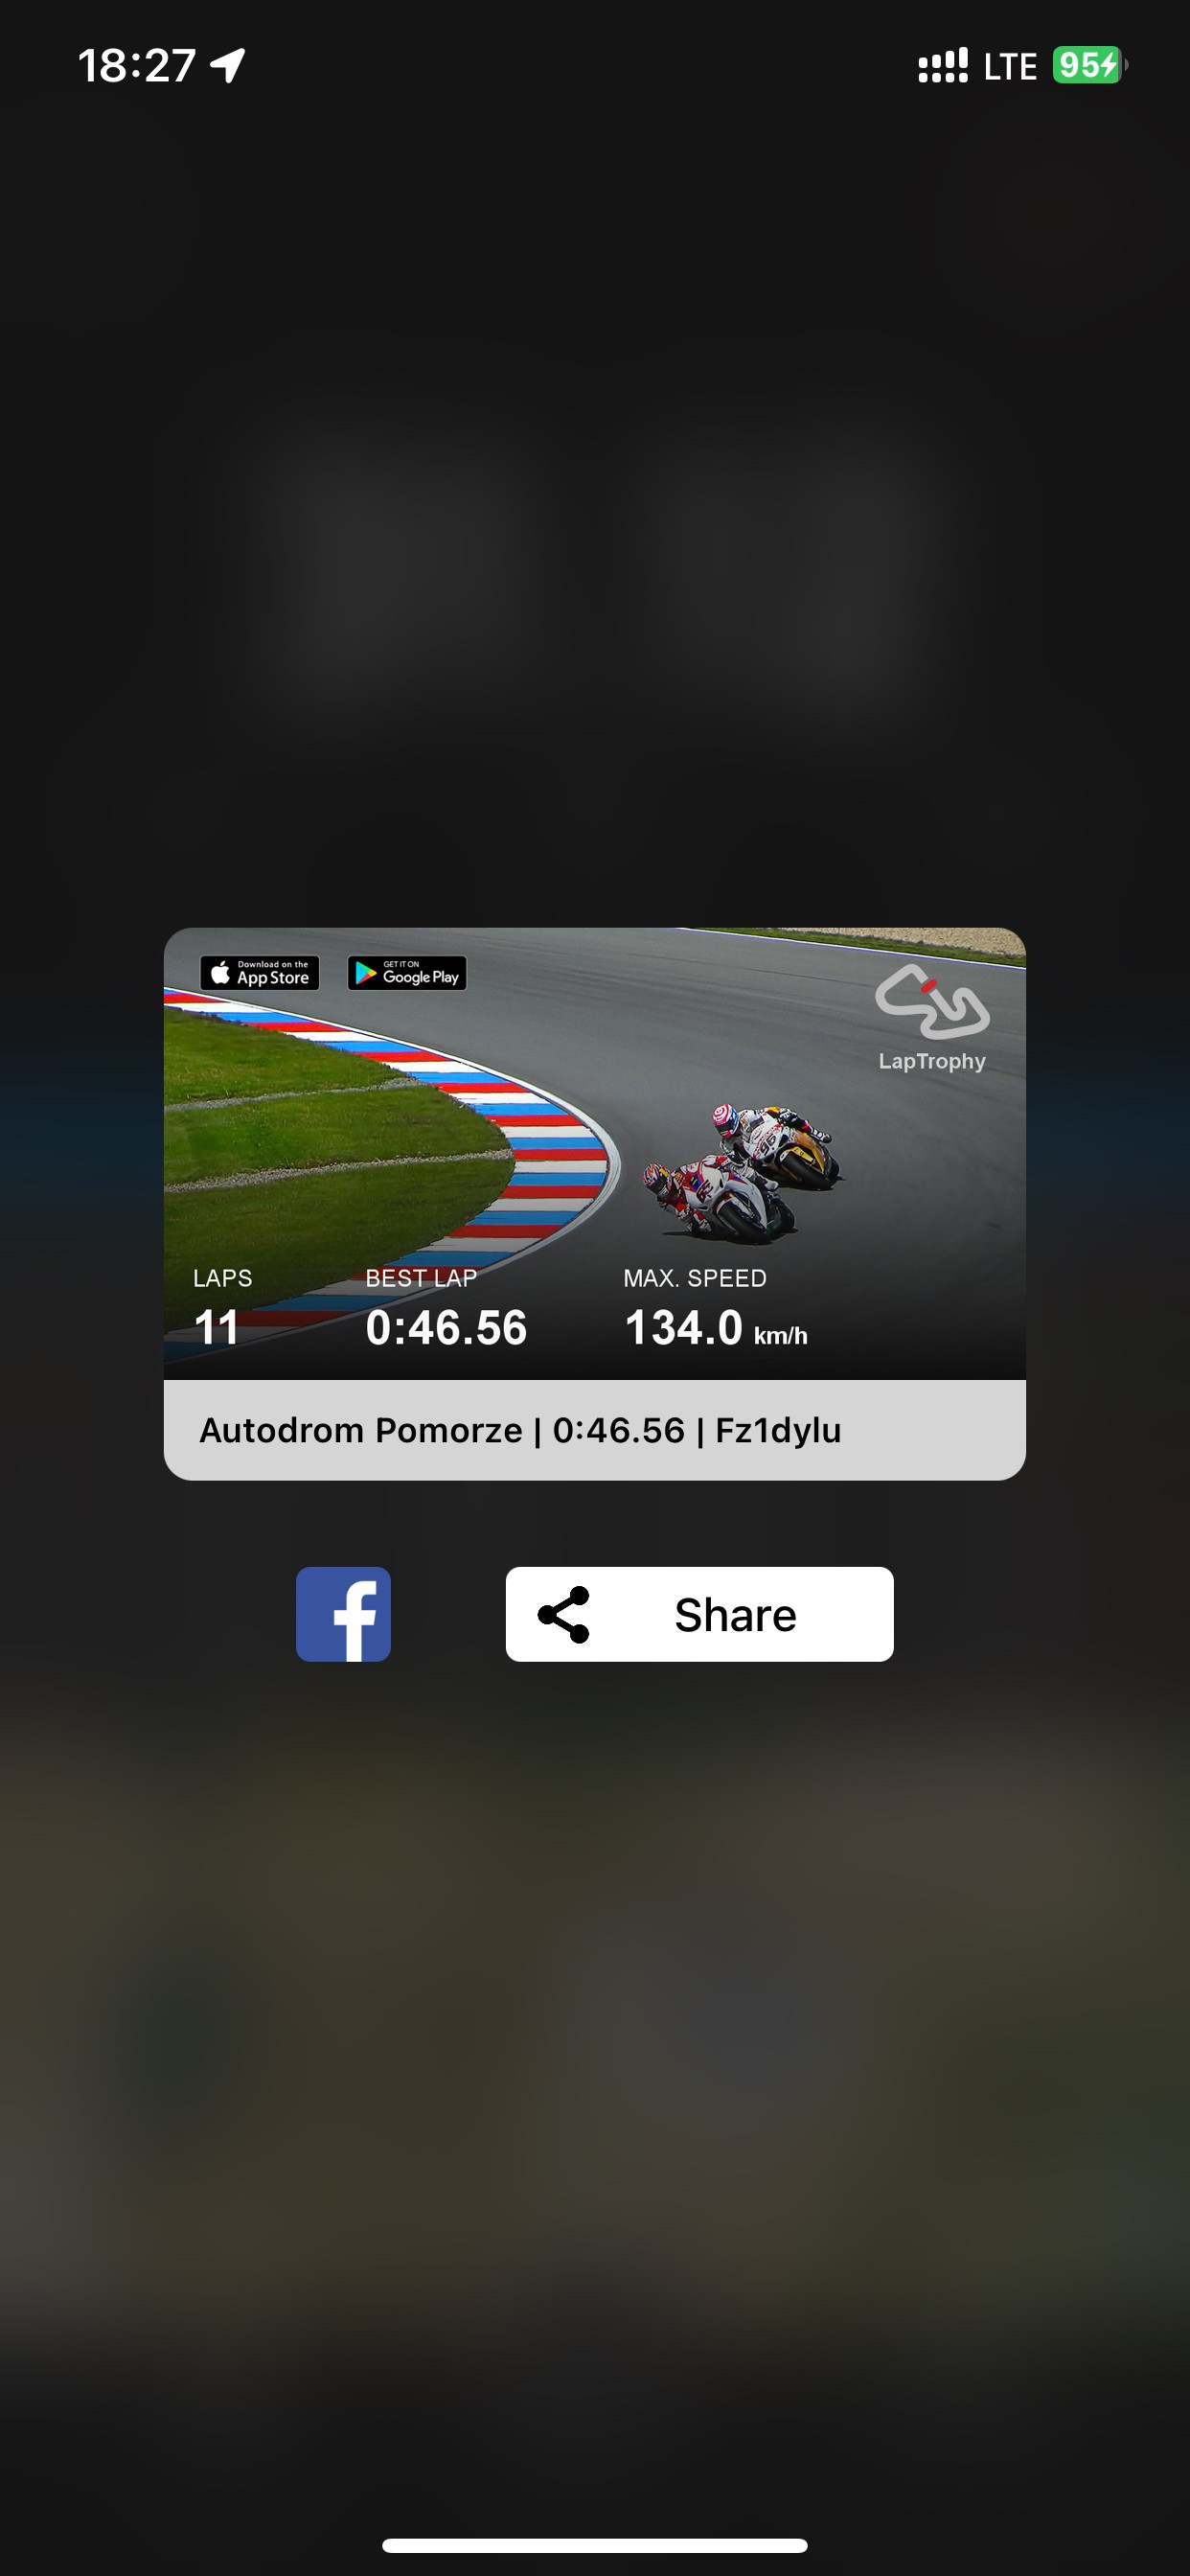 18:27
LTE 95
Download on the
App Store
GET IT ON
Google Play
LapTrophy
LAPS BEST LAP MAX. SPEED
11 0:46.56 134.0 km/h
Autodrom Pomorze | 0:46.56 | Fz1dylu
f Share